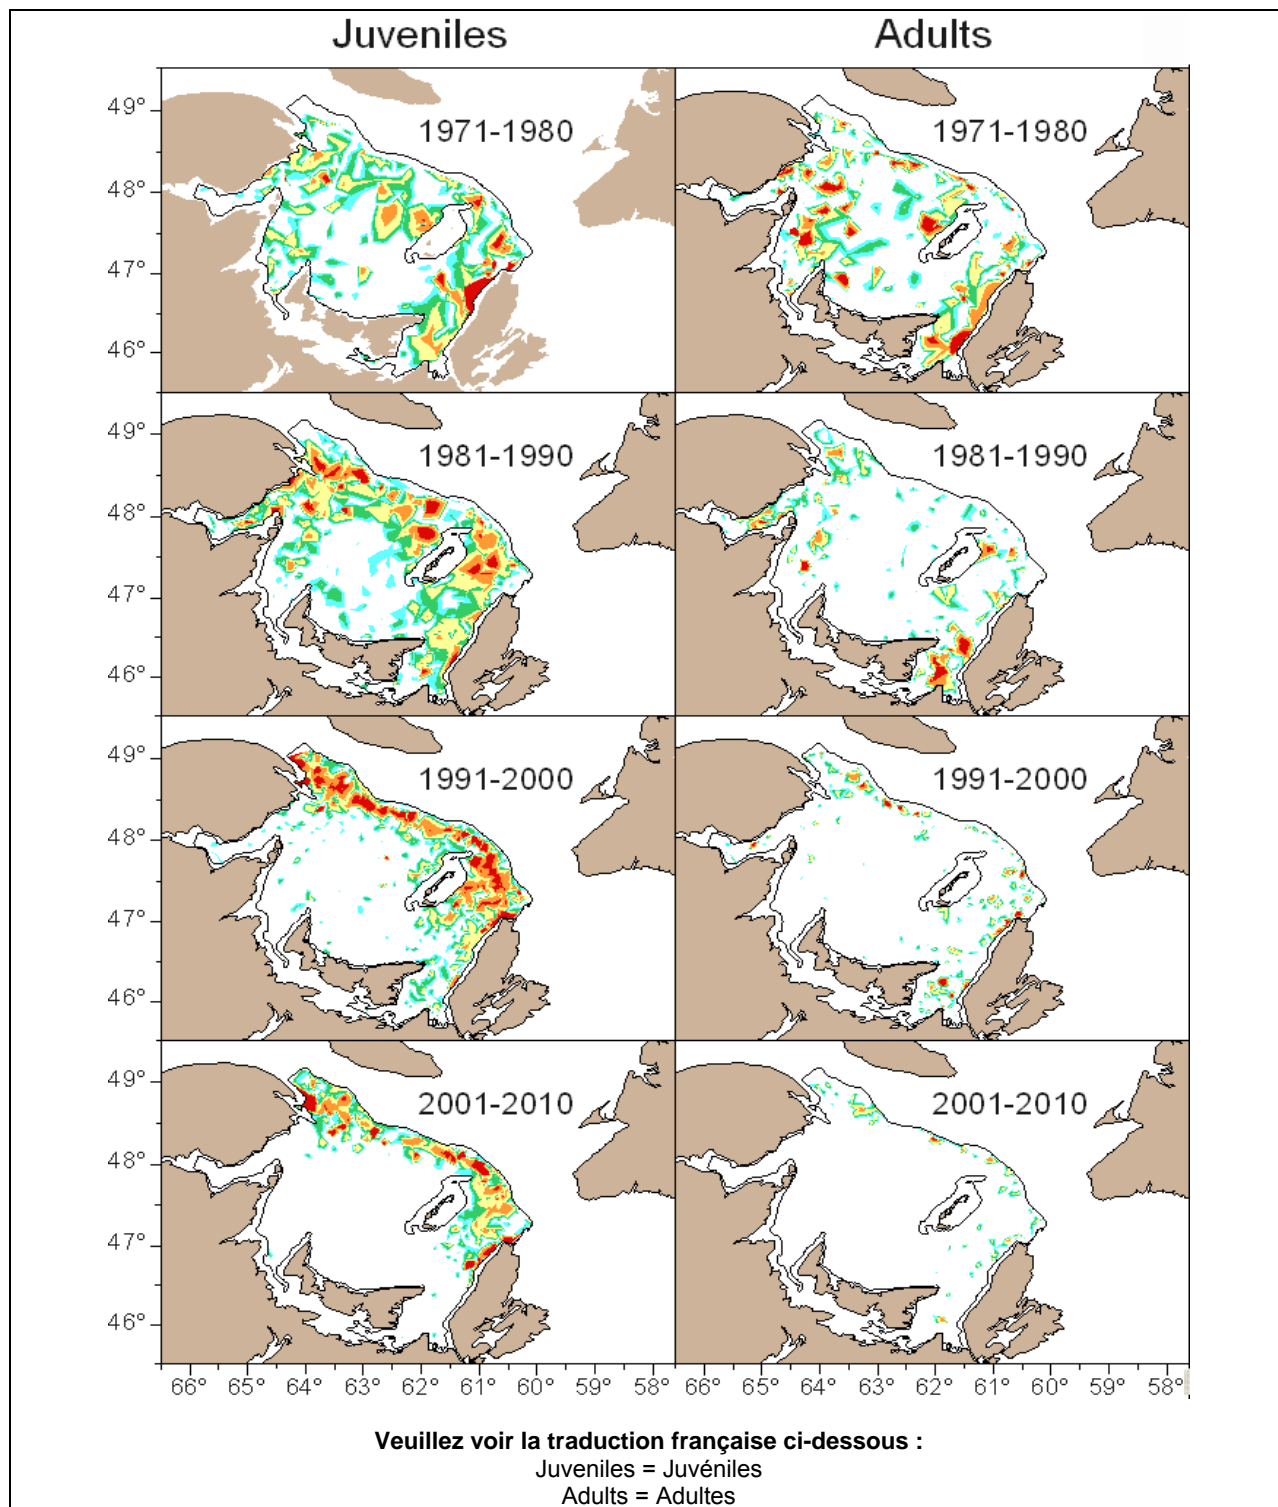 Juveniles Adults
49° 1971-1980 1971-1980
48°
47°
46°
49° 1981-1990 1981-1990
48°
47°
46°
49° 1991-2000 1991-2000
48°
47°
46°
49° 2001-2010 2001-2010
48°
47°
46°
66° 65° 64° 63° 62° 61° 60° 59° 58° 66° 65° 64° 63° 62° 61° 60° 59° 58°
Veuillez voir la traduction française ci-dessous :
Juveniles = Juvéniles
Adults = Adultes